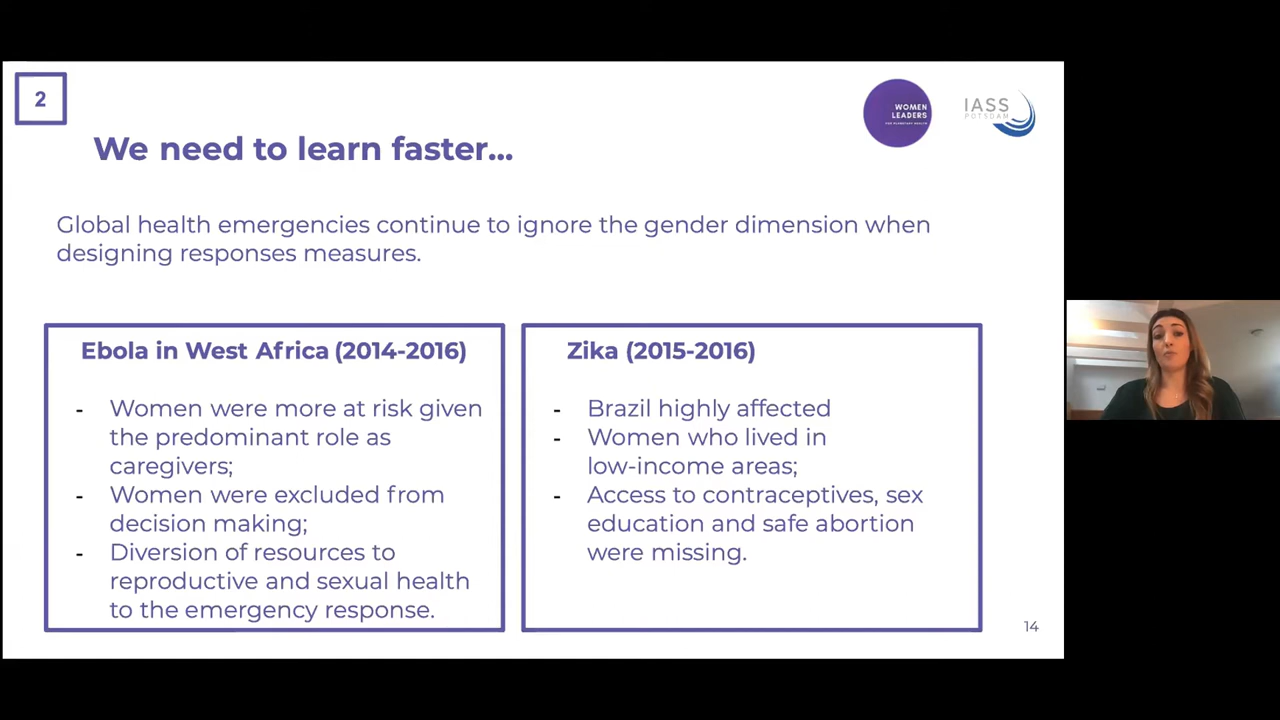 2
WOMEN
LEADERS
FOR PLANETARY HEALTH
IASS
POTSDAM
We need to learn faster...
Global health emergencies continue to ignore the gender dimension when
designing responses measures.
Ebola in West Africa (2014-2016)
- Women were more at risk given
the predominant role as
caregivers;
- Women were excluded from
decision making;
- Diversion of resources to
reproductive and sexual health
to the emergency response.
Zika (2015-2016)
- Brazil highly affected
- Women who lived in
low-income areas;
- Access to contraceptives, sex
education and safe abortion
were missing.
14